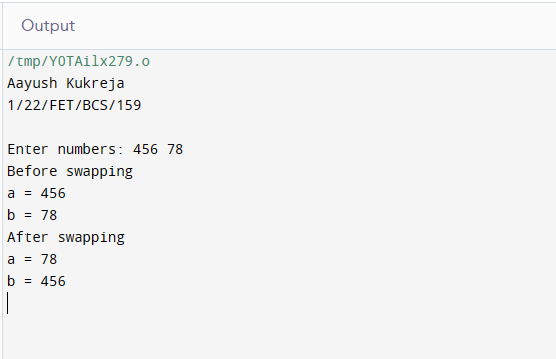 Output
/tmp/YOTAilx279.o
Aayush Kukreja
1/22/FET/BCS/159
Enter numbers: 456 78
Before swapping
a = 456
b = 78
After swapping
a = 78
b = 456